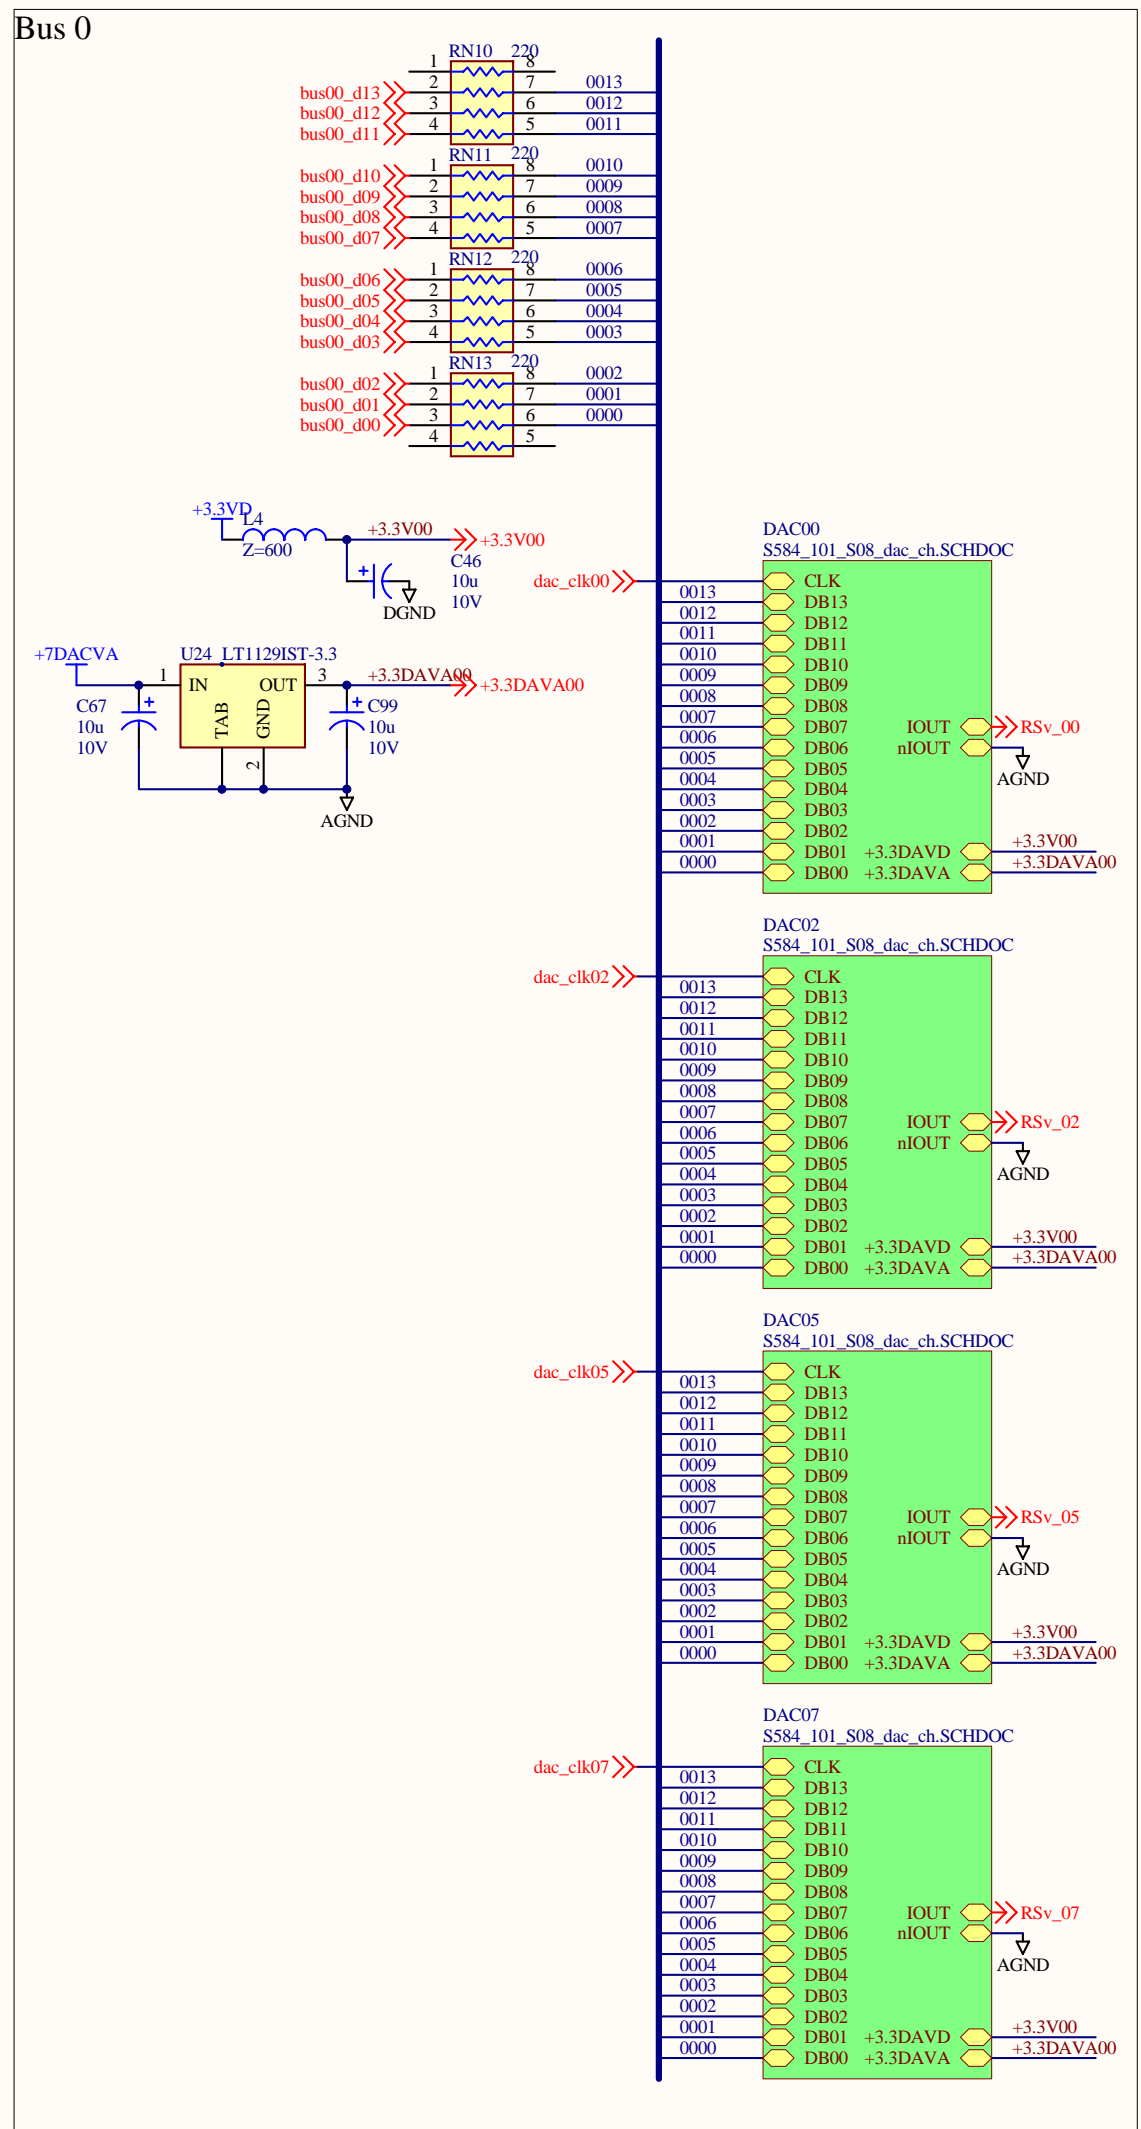 Bus 0
RN10 220
1 8
bus00_d13 2 7 0013
bus00_d12 3 6 0012
bus00_d11 4 5 0011
RN11 220
bus00_d10 1 8 0010
bus00_d09 2 7 0009
bus00_d08 3 6 0008
bus00_d07 4 5 0007
RN12 220
bus00_d06 1 8 0006
bus00_d05 2 7 0005
bus00_d04 3 6 0004
bus00_d03 4 5 0003
RN13 220
bus00_d02 1 8 0002
bus00_d01 2 7 0001
bus00_d00 3 6 0000
4 5
+3.3VD
L4
Z=600
+3.3V00
+3.3V00
C46
10u
10V
DGND
+7DACVA
U24 LT1129IST-3.3
1 IN OUT 3
TAB
GND
2
+3.3DAVA00
+3.3DAVA00
C67
10u
10V
C99
10u
10V
AGND
DAC00
S584_101_S08_dac_ch.SCHDOC
dac_clk00 CLK
0013 DB13
0012 DB12
0011 DB11
0010 DB10
0009 DB09
0008 DB08
0007 DB07 IOUT RSv_00
0006 DB06 nIOUT
0005 DB05 AGND
0004 DB04
0003 DB03
0002 DB02
0001 DB01 +3.3DAVD +3.3V00
0000 DB00 +3.3DAVA +3.3DAVA00
DAC02
S584_101_S08_dac_ch.SCHDOC
dac_clk02 CLK
0013 DB13
0012 DB12
0011 DB11
0010 DB10
0009 DB09
0008 DB08
0007 DB07 IOUT RSv_02
0006 DB06 nIOUT
0005 DB05 AGND
0004 DB04
0003 DB03
0002 DB02
0001 DB01 +3.3DAVD +3.3V00
0000 DB00 +3.3DAVA +3.3DAVA00
DAC05
S584_101_S08_dac_ch.SCHDOC
dac_clk05 CLK
0013 DB13
0012 DB12
0011 DB11
0010 DB10
0009 DB09
0008 DB08
0007 DB07 IOUT RSv_05
0006 DB06 nIOUT
0005 DB05 AGND
0004 DB04
0003 DB03
0002 DB02
0001 DB01 +3.3DAVD +3.3V00
0000 DB00 +3.3DAVA +3.3DAVA00
DAC07
S584_101_S08_dac_ch.SCHDOC
dac_clk07 CLK
0013 DB13
0012 DB12
0011 DB11
0010 DB10
0009 DB09
0008 DB08
0007 DB07 IOUT RSv_07
0006 DB06 nIOUT
0005 DB05 AGND
0004 DB04
0003 DB03
0002 DB02
0001 DB01 +3.3DAVD +3.3V00
0000 DB00 +3.3DAVA +3.3DAVA00